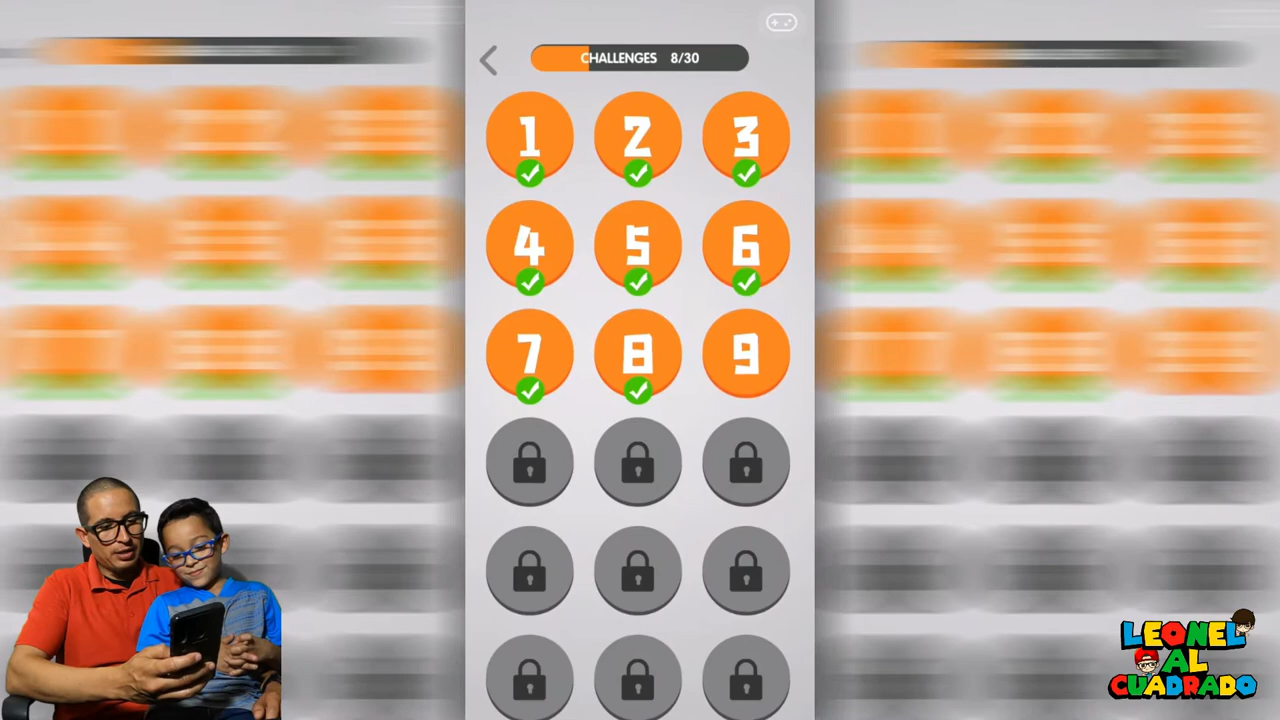 CHALLENGES 8/30
1 2 3
4 5 6
7 8 9
LEONEL
AL
CUADRADO